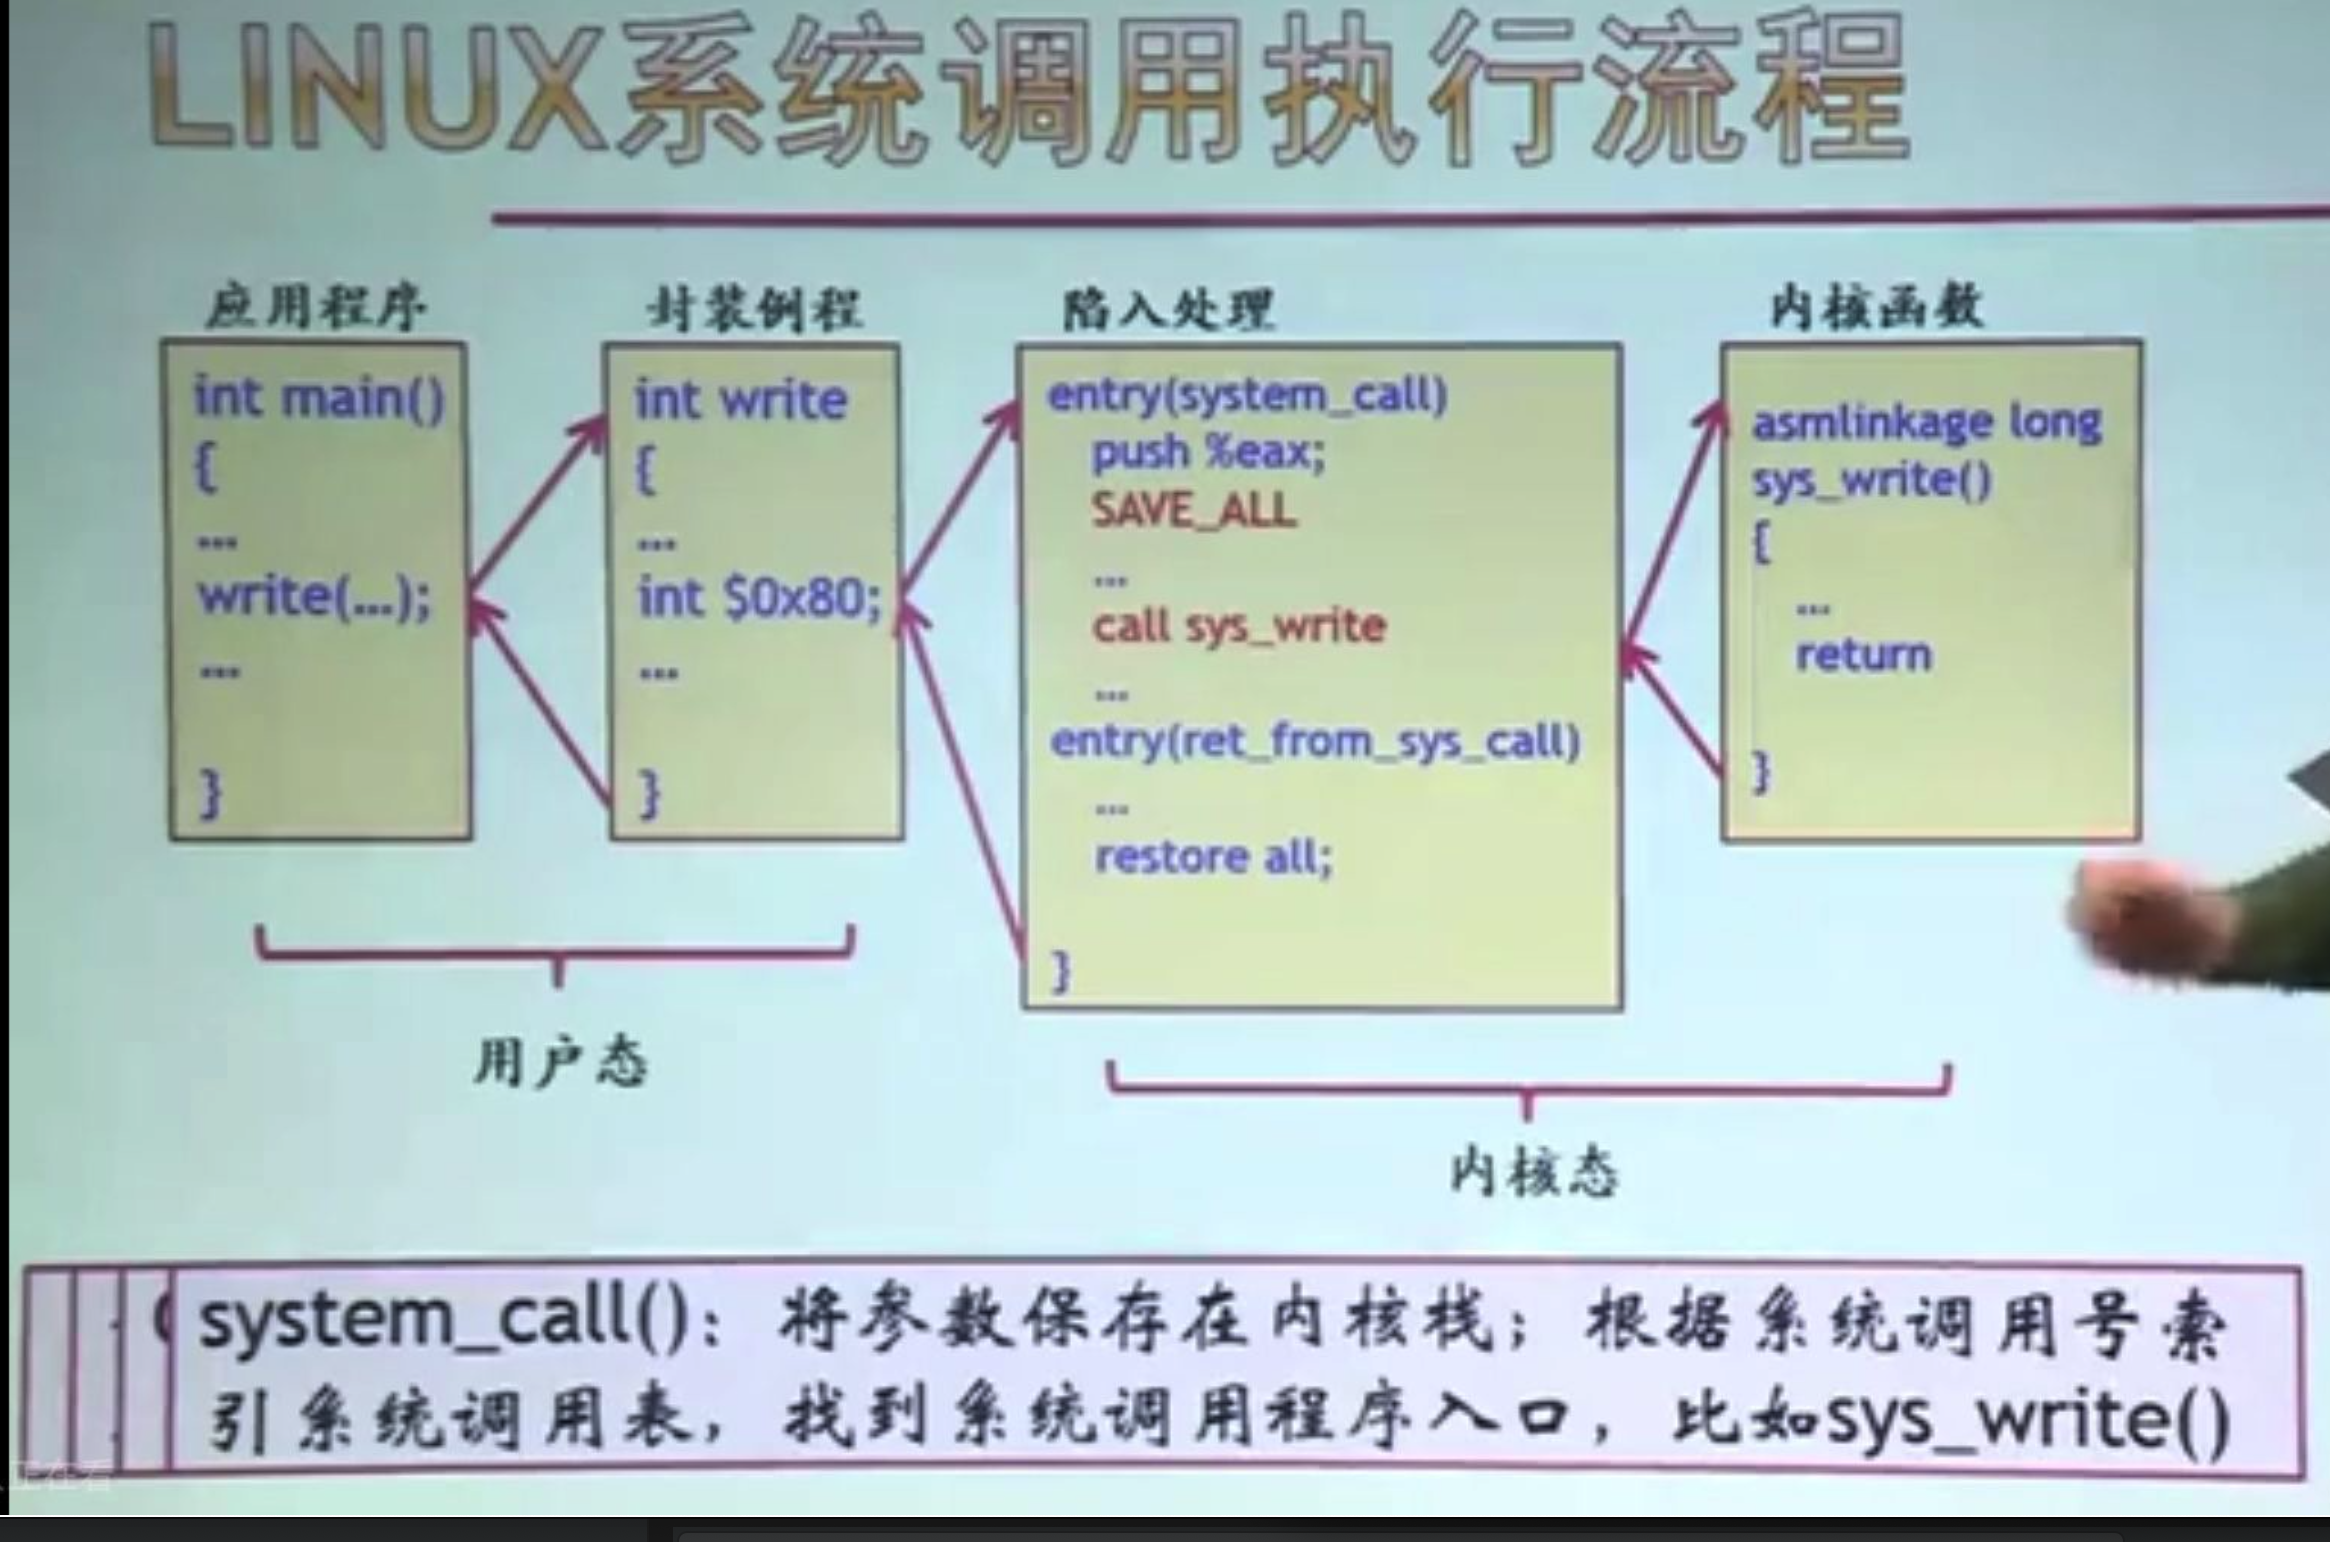 LINUX系统调用执行流程
应用程序
int main()
{
...
write(...);
...
}
封装例程
int write
{
...
int $0x80;
...
}
陷入处理
entry(system_call)
push %eax;
SAVE_ALL
...
call sys_write
...
entry(ret_from_sys_call)
...
restore all;
}
内核函数
asmlinkage long
sys_write()
{
...
return
}
用户态
内核态
system_call()：将参数保存在内核栈；根据系统调用号索
引系统调用表，找到系统调用程序入口，比如sys_write()
正在看